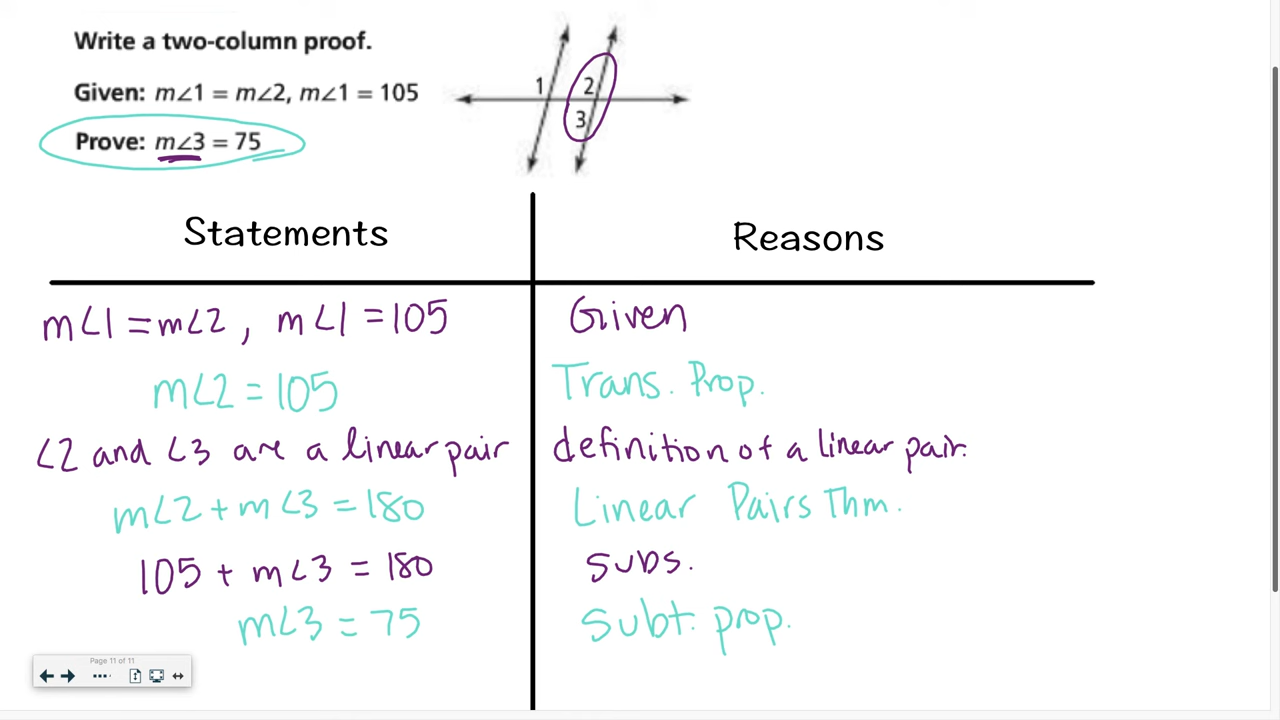 Write a two-column proof.
Given: m∠1 = m∠2, m∠1 = 105
Prove: m∠3 = 75
1
2
3
Statements
Reasons
m∠1 = m∠2, m∠1 = 105
Given
m∠2 = 105
Trans. Prop.
∠2 and ∠3 are a linear pair
definition of a linear pair.
m∠2 + m∠3 = 180
Linear Pairs Thm.
105 + m∠3 = 180
subs.
m∠3 = 75
Subt. prop.
Page 11 of 11